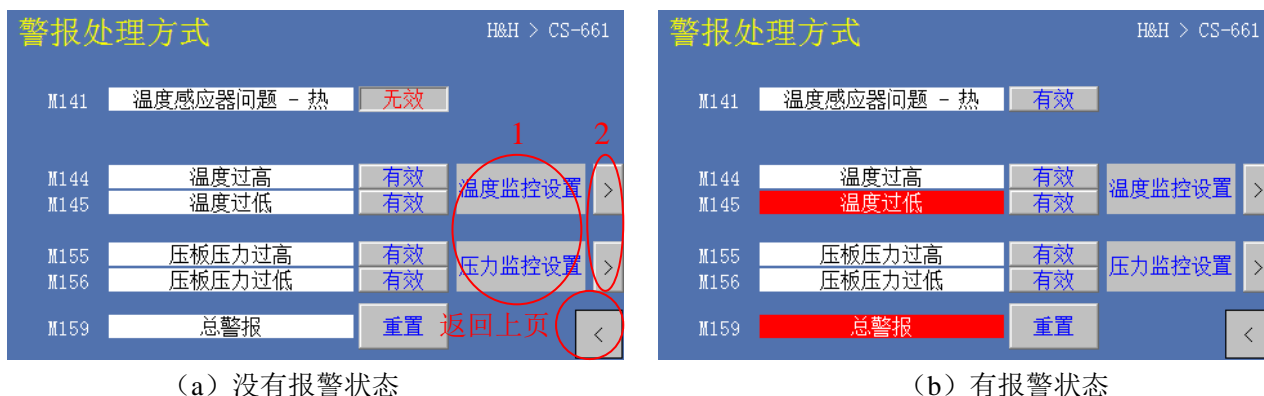 警报处理方式 H&H > CS-661
M141 温度感应器问题 - 热 无效
1 2
M144 温度过高 有效
温度监控设置 >
M145 温度过低 有效
M155 压板压力过高 有效
压力监控设置 >
M156 压板压力过低 有效
M159 总警报 重置 返回上页 <
(a)没有报警状态
警报处理方式 H&H > CS-661
M141 温度感应器问题 - 热 有效
M144 温度过高 有效
温度监控设置 >
M145 温度过低 有效
M155 压板压力过高 有效
压力监控设置 >
M156 压板压力过低 有效
M159 总警报 重置 <
(b)有报警状态